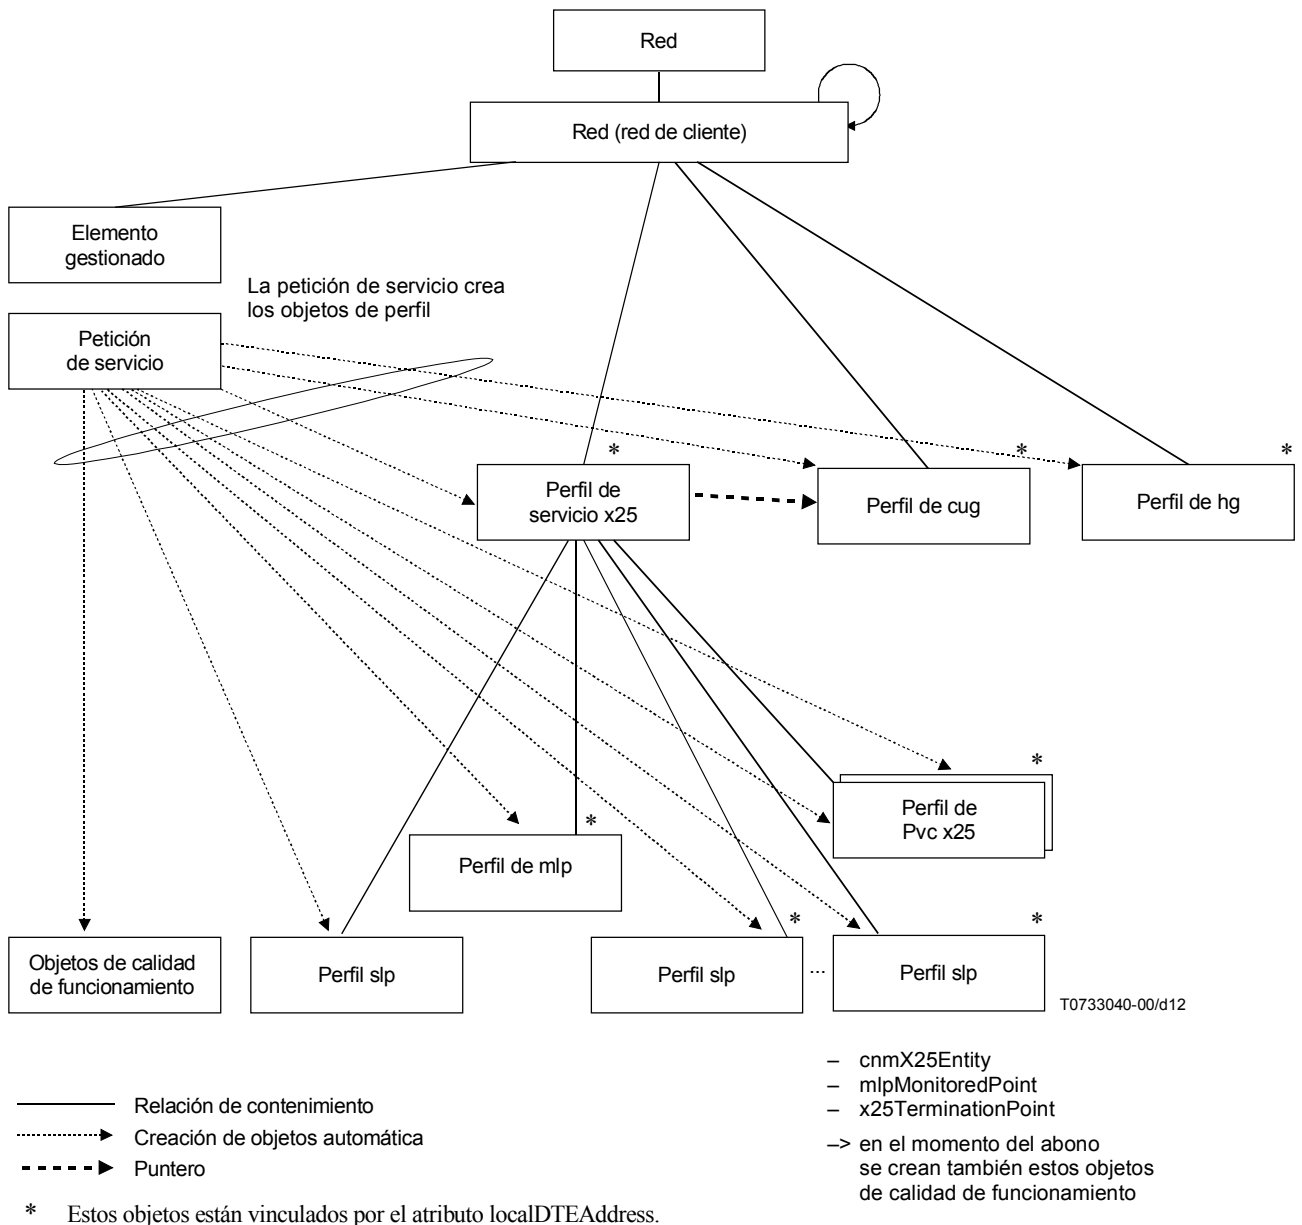 Red
Red (red de cliente)
Elemento
gestionado
La petición de servicio crea
los objetos de perfil
Petición
de servicio
*
*
*
Perfil de
servicio x25
Perfil de cug
Perfil de hg
*
Perfil de
Pvc x25
*
Perfil de mlp
*
*
Objetos de calidad
de funcionamiento
Perfil slp
Perfil slp
...
Perfil slp
T0733040-00/d12
– cnmX25Entity
– mlpMonitoredPoint
– x25TerminationPoint
–> en el momento del abono
se crean también estos objetos
de calidad de funcionamiento
Relación de contenimiento
Creación de objetos automática
Puntero
* Estos objetos están vinculados por el atributo localDTEAddress.